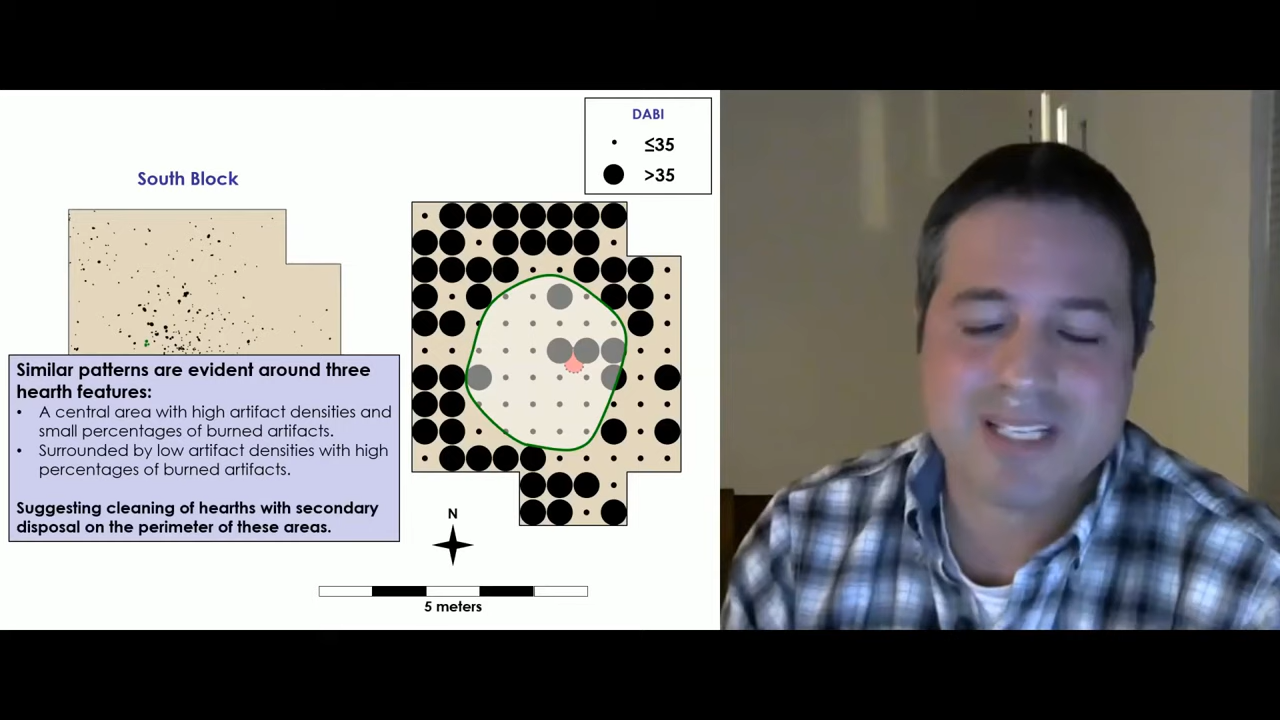 DABI
≤35
>35
South Block
Similar patterns are evident around three
hearth features:
• A central area with high artifact densities and
small percentages of burned artifacts.
• Surrounded by low artifact densities with high
percentages of burned artifacts.
Suggesting cleaning of hearths with secondary
disposal on the perimeter of these areas.
N
5 meters